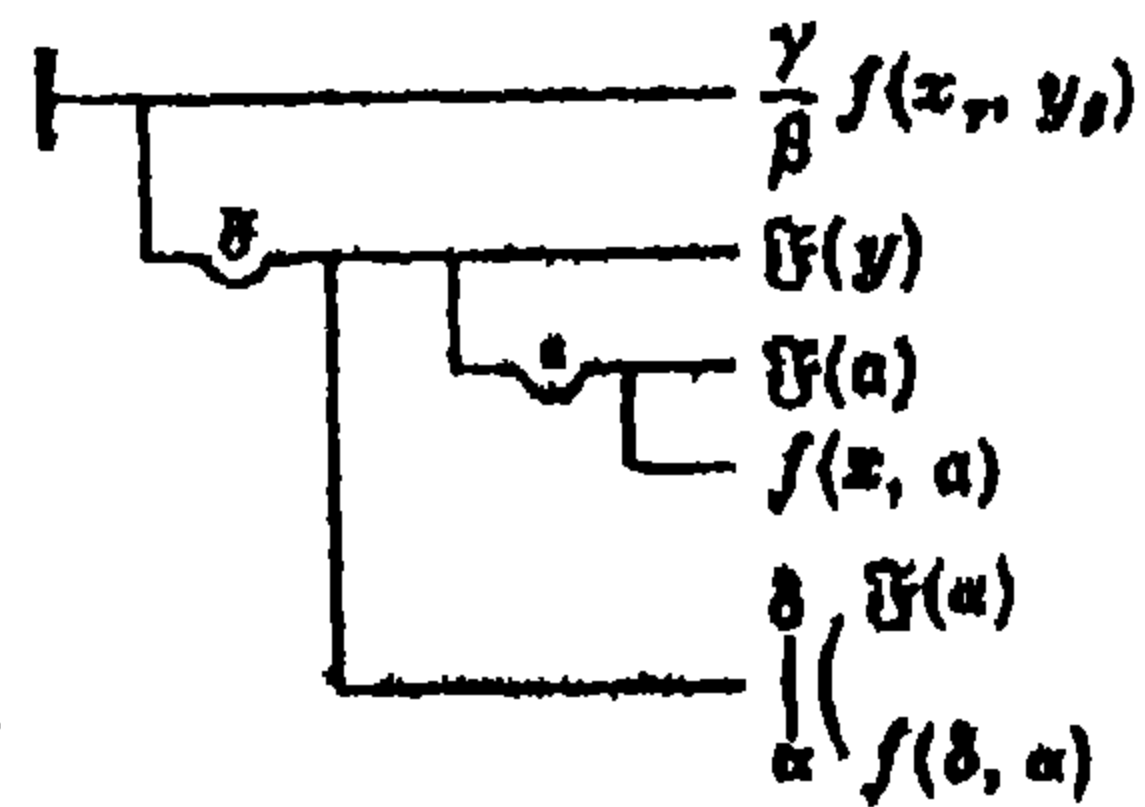 γ/β f(x_γ, y_β)
𝔉
𝔉(y)
𝔞
𝔉(𝔞)
f(x, 𝔞)
δ 𝔉(α)
α f(δ, α)